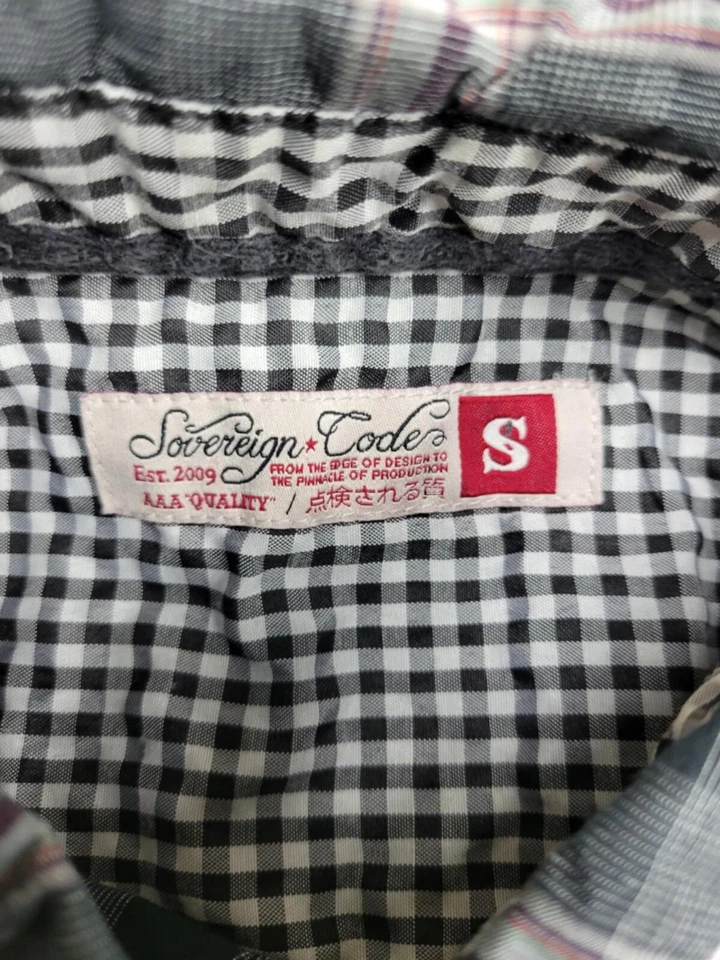 Sovereign★Code
Est. 2009
FROM THE EDGE OF DESIGN TO
THE PINNACLE OF PRODUCTION
AAA "QUALITY" / 点検される質
S